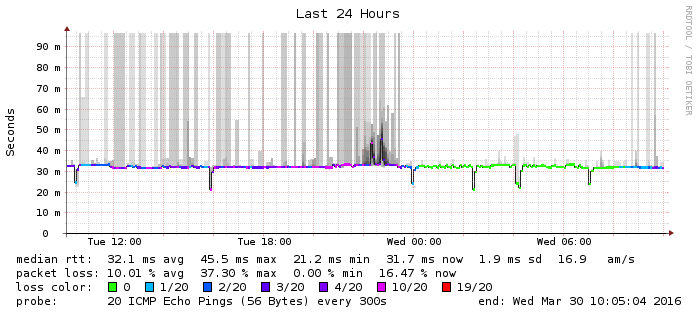 Last 24 Hours
RRDTOOL / TOBI OETIKER
Seconds
90 m
80 m
70 m
60 m
50 m
40 m
30 m
20 m
10 m
0
Tue 12:00 Tue 18:00 Wed 00:00 Wed 06:00
median rtt: 32.1 ms avg 45.5 ms max 21.2 ms min 31.7 ms now 1.9 ms sd 16.9 am/s
packet loss: 10.01 % avg 37.30 % max 0.00 % min 16.47 % now
loss color: 0 1/20 2/20 3/20 4/20 10/20 19/20
probe: 20 ICMP Echo Pings (56 Bytes) every 300s end: Wed Mar 30 10:05:04 2016